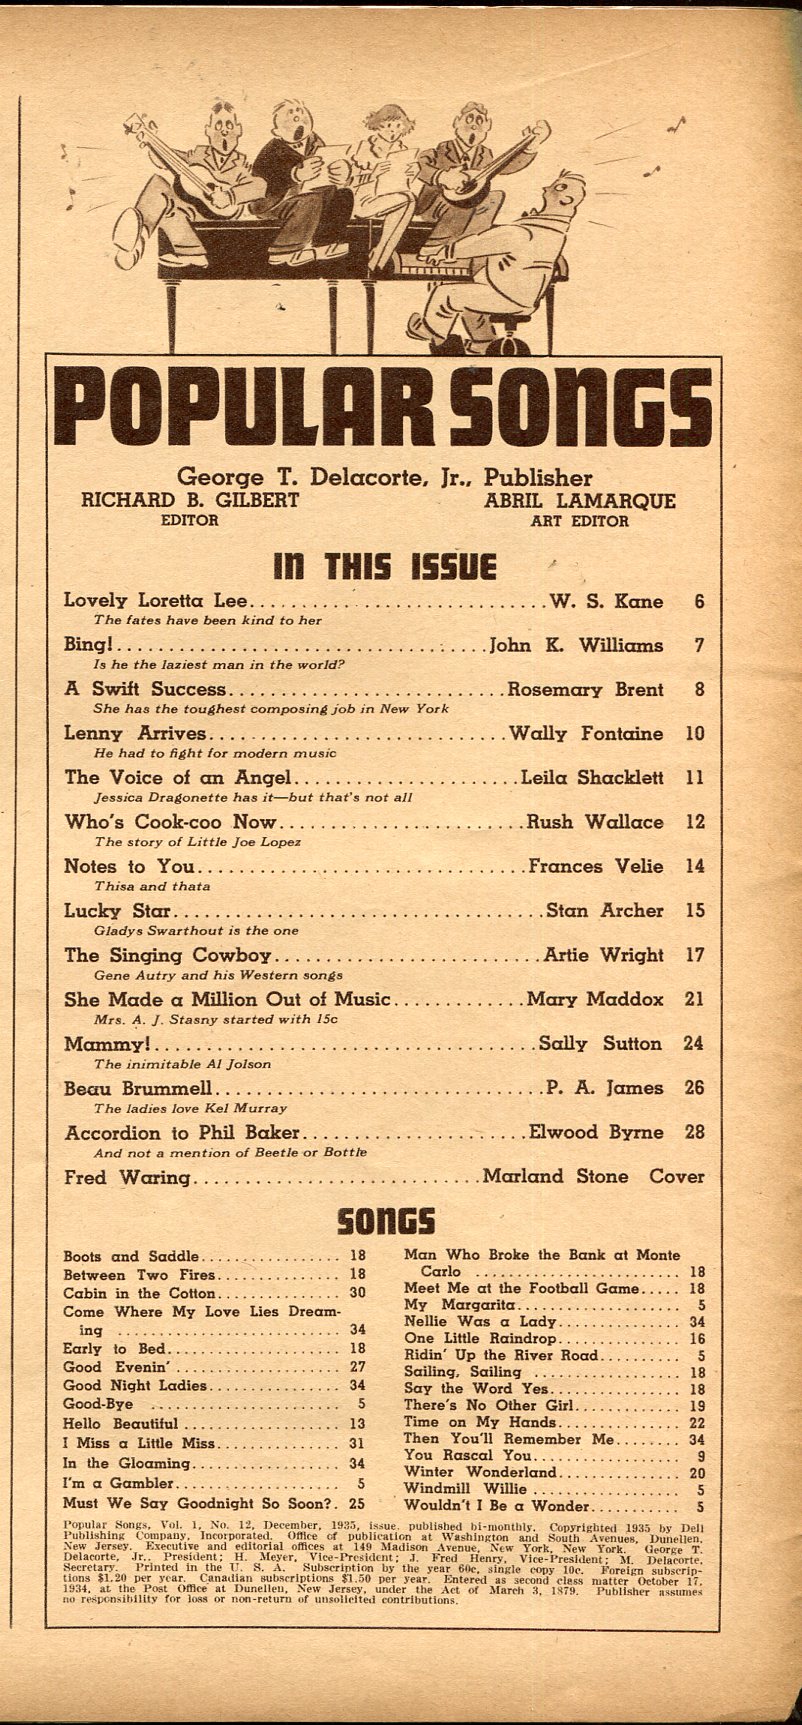 POPULAR SONGS
George T. Delacorte, Jr., Publisher
RICHARD B. GILBERT ABRIL LAMARQUE
EDITOR ART EDITOR
IN THIS ISSUE
Lovely Loretta Lee..............................W. S. Kane 6
The fates have been kind to her
Bing!.....................................John K. Williams 7
Is he the laziest man in the world?
A Swift Success...........................Rosemary Brent 8
She has the toughest composing job in New York
Lenny Arrives.............................Wally Fontaine 10
He had to fight for modern music
The Voice of an Angel......................Leila Shacklett 11
Jessica Dragonette has it—but that's not all
Who's Cook-coo Now........................Rush Wallace 12
The story of Little Joe Lopez
Notes to You................................Frances Velie 14
Thisa and thata
Lucky Star....................................Stan Archer 15
Gladys Swarthout is the one
The Singing Cowboy..........................Artie Wright 17
Gene Autry and his Western songs
She Made a Million Out of Music.............Mary Maddox 21
Mrs. A. J. Stasny started with 15c
Mammy!......................................Sally Sutton 24
The inimitable Al Jolson
Beau Brummell................................P. A. James 26
The ladies love Kel Murray
Accordion to Phil Baker......................Elwood Byrne 28
And not a mention of Beetle or Bottle
Fred Waring............................Marland Stone Cover
SONGS
Boots and Saddle................. 18
Between Two Fires............... 18
Cabin in the Cotton............... 30
Come Where My Love Lies Dream-
ing ........................... 34
Early to Bed..................... 18
Good Evenin' .................... 27
Good Night Ladies................ 34
Good-Bye ....................... 5
Hello Beautiful ................... 13
I Miss a Little Miss............... 31
In the Gloaming.................. 34
I'm a Gambler.................... 5
Must We Say Goodnight So Soon?. 25
Man Who Broke the Bank at Monte
Carlo ......................... 18
Meet Me at the Football Game..... 18
My Margarita.................... 5
Nellie Was a Lady............... 34
One Little Raindrop............... 16
Ridin' Up the River Road.......... 5
Sailing, Sailing .................. 18
Say the Word Yes................ 18
There's No Other Girl............. 19
Time on My Hands............... 22
Then You'll Remember Me........ 34
You Rascal You.................. 9
Winter Wonderland............... 20
Windmill Willie .................. 5
Wouldn't I Be a Wonder........... 5
Popular Songs, Vol. 1, No. 12, December, 1935, issue. published bi-monthly. Copyrighted 1935 by Dell
Publishing Company, Incorporated. Office of publication at Washington and South Avenues, Dunellen,
New Jersey. Executive and editorial offices at 149 Madison Avenue, New York, New York. George T.
Delacorte, Jr., President; H. Meyer, Vice-President; J. Fred Henry, Vice-President; M. Delacorte,
Secretary. Printed in the U. S. A. Subscription by the year 60c, single copy 10c. Foreign subscrip-
tions $1.20 per year. Canadian subscriptions $1.50 per year. Entered as second class matter October 17,
1934, at the Post Office at Dunellen, New Jersey, under the Act of March 3, 1879. Publisher assumes
no responsibility for loss or non-return of unsolicited contributions.